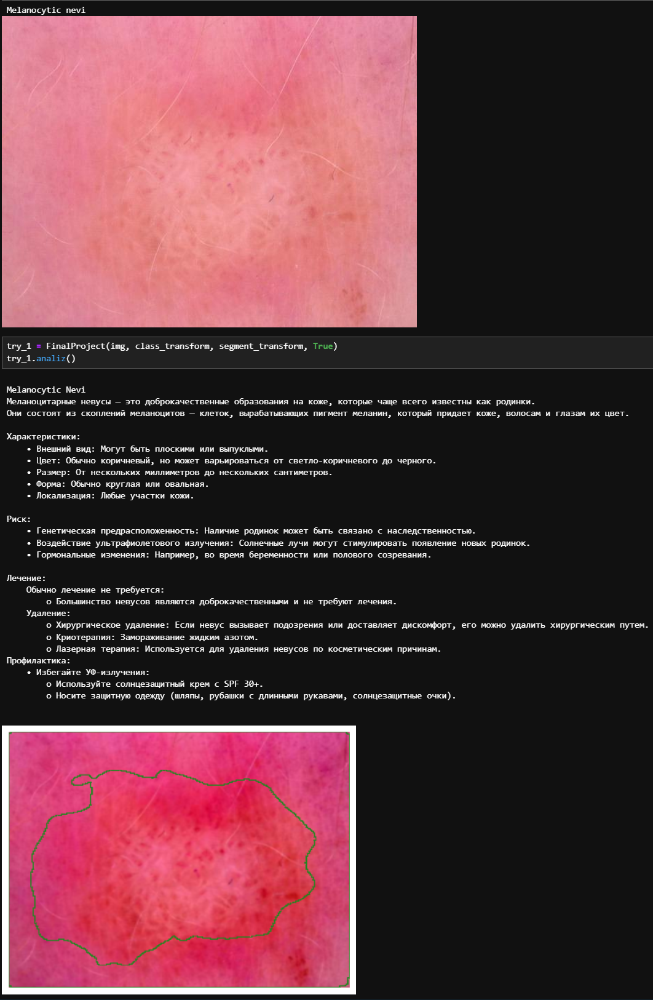 Melanocytic nevi
try_1 = FinalProject(img, class_transform, segment_transform, True)
try_1.analiz()
Melanocytic Nevi
Меланоцитарные невусы — это доброкачественные образования на коже, которые чаще всего известны как родинки.
Они состоят из скоплений меланоцитов — клеток, вырабатывающих пигмент меланин, который придает коже, волосам и глазам их цвет.
Характеристики:
• Внешний вид: Могут быть плоскими или выпуклыми.
• Цвет: Обычно коричневый, но может варьироваться от светло-коричневого до черного.
• Размер: От нескольких миллиметров до нескольких сантиметров.
• Форма: Обычно круглая или овальная.
• Локализация: Любые участки кожи.
Риск:
• Генетическая предрасположенность: Наличие родинок может быть связано с наследственностью.
• Воздействие ультрафиолетового излучения: Солнечные лучи могут стимулировать появление новых родинок.
• Гормональные изменения: Например, во время беременности или полового созревания.
Лечение:
Обычно лечение не требуется:
o Большинство невусов являются доброкачественными и не требуют лечения.
Удаление:
o Хирургическое удаление: Если невус вызывает подозрения или доставляет дискомфорт, его можно удалить хирургическим путем.
o Криотерапия: Замораживание жидким азотом.
o Лазерная терапия: Используется для удаления невусов по косметическим причинам.
Профилактика:
• Избегайте УФ-излучения:
o Используйте солнцезащитный крем с SPF 30+.
o Носите защитную одежду (шляпы, рубашки с длинными рукавами, солнцезащитные очки).